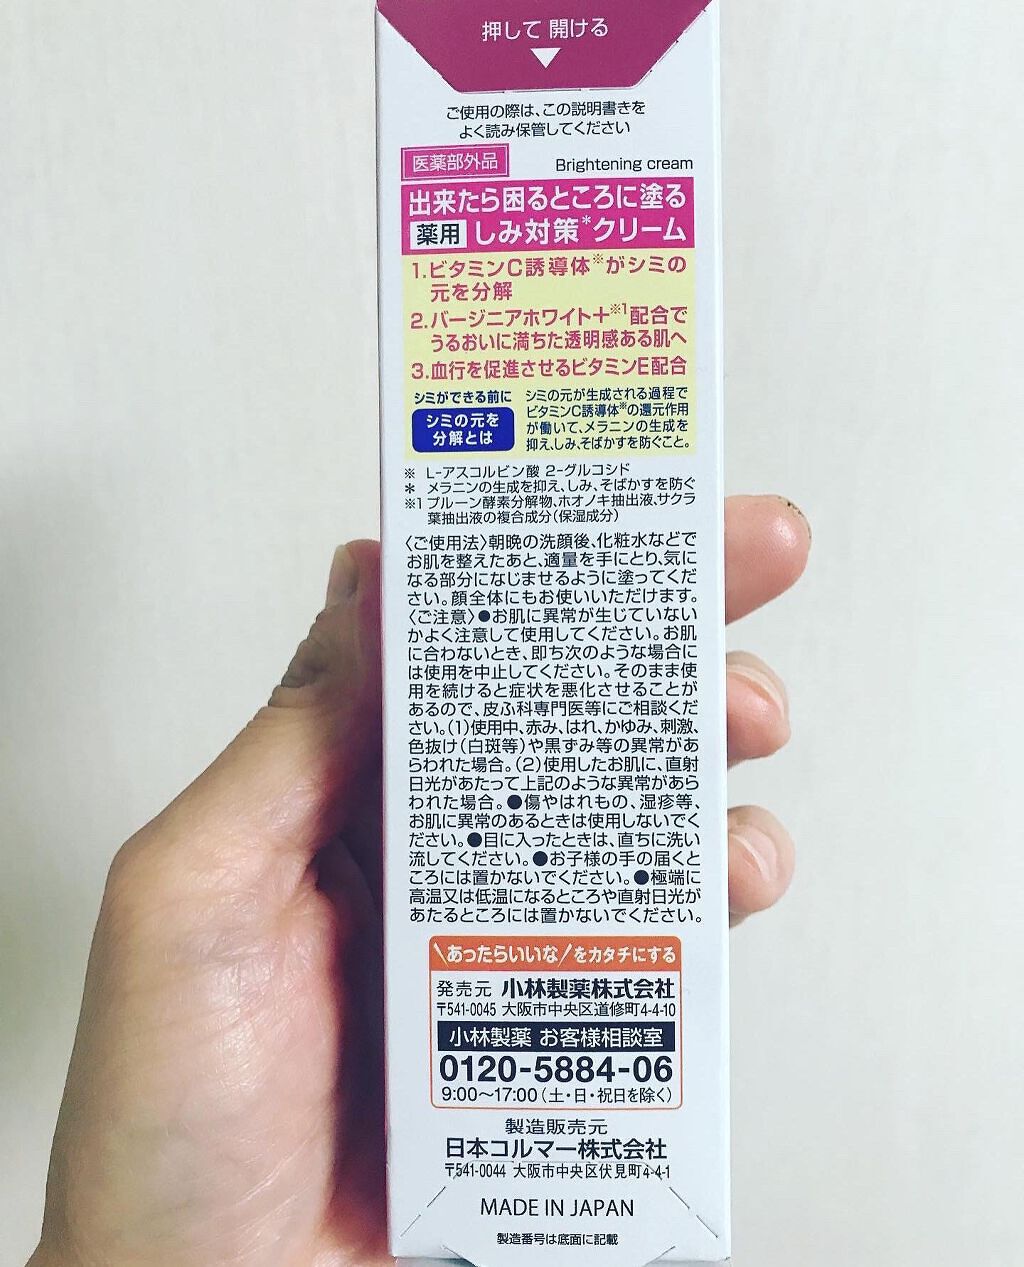 押して 開ける
ご使用の際は、この説明書きを
よく読み保管してください
医薬部外品 Brightening cream
出来たら困るところに塗る
薬用 しみ対策*クリーム
1.ビタミンC誘導体※がシミの
元を分解
2.バージニアホワイト+※1配合で
うるおいに満ちた透明感ある肌へ
3.血行を促進させるビタミンE配合
シミができる前に
シミの元を
分解とは
シミの元が生成される過程で
ビタミンC誘導体※の還元作用
が働いて、メラニンの生成を
抑え、しみ、そばかすを防ぐこと。
※ L-アスコルビン酸 2-グルコシド
* メラニンの生成を抑え、しみ、そばかすを防ぐ
※1 プルーン酵素分解物、ホオノキ抽出液、サクラ
葉抽出液の複合成分(保湿成分)
〈ご使用法〉朝晩の洗顔後、化粧水などで
お肌を整えたあと、適量を手にとり、気に
なる部分になじませるように塗ってくだ
さい。顔全体にもお使いいただけます。
〈ご注意〉●お肌に異常が生じていない
かよく注意して使用してください。お肌
に合わないとき、即ち次のような場合に
は使用を中止してください。そのまま使
用を続けると症状を悪化させることが
あるので、皮ふ科専門医等にご相談くだ
さい。(1)使用中、赤み、はれ、かゆみ、刺激、
色抜け(白斑等)や黒ずみ等の異常があ
らわれた場合。(2)使用したお肌に、直射
日光があたって上記のような異常があら
われた場合。●傷やはれもの、湿疹等、
お肌に異常のあるときは使用しないでく
ださい。●目に入ったときは、直ちに洗い
流してください。●お子様の手の届くと
ころには置かないでください。●極端に
高温又は低温になるところや直射日光が
あたるところには置かないでください。
\あったらいいな/をカタチにする
発売元 小林製薬株式会社
〒541-0045 大阪市中央区道修町4-4-10
小林製薬 お客様相談室
0120-5884-06
9:00〜17:00(土・日・祝日を除く)
製造販売元
日本コルマー株式会社
〒541-0044 大阪市中央区伏見町4-4-1
MADE IN JAPAN
製造番号は底面に記載